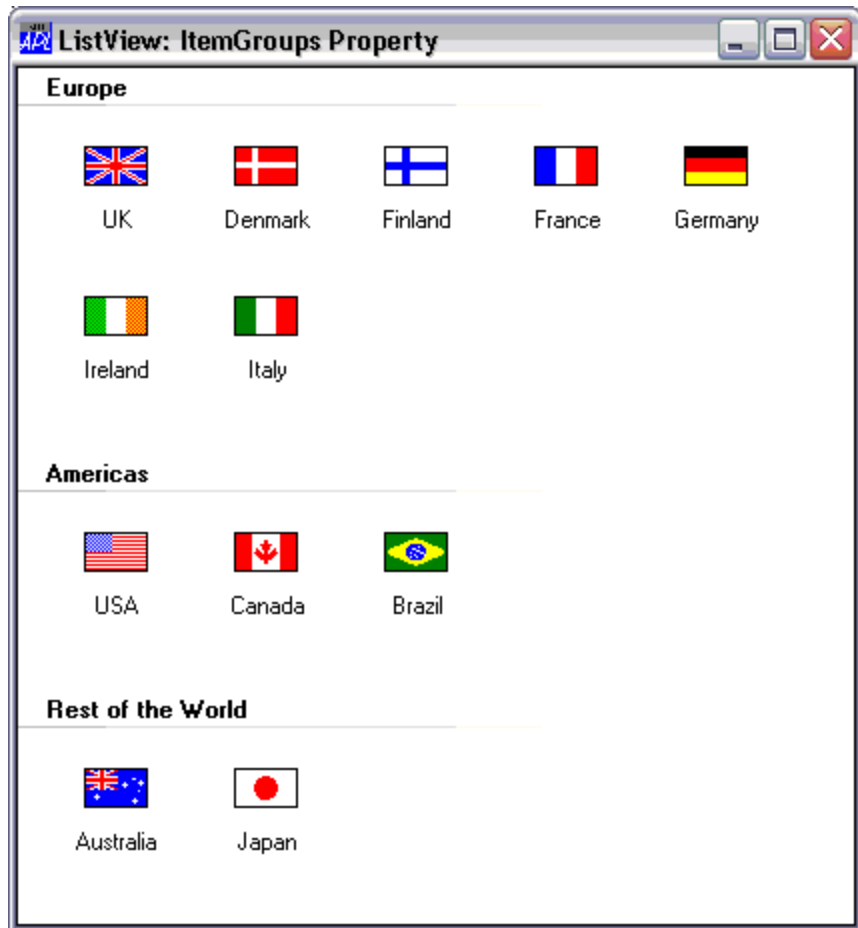 APL ListView: ItemGroups Property
Europe
UK Denmark Finland France Germany
Ireland Italy
Americas
USA Canada Brazil
Rest of the World
Australia Japan